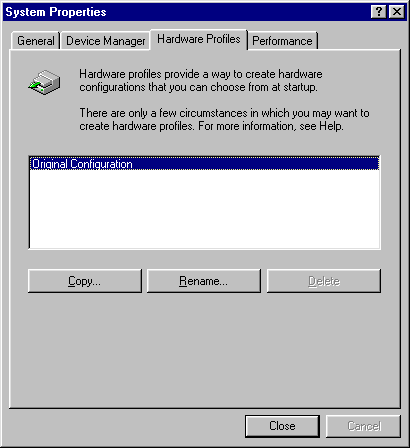 System Properties
General Device Manager Hardware Profiles Performance
Hardware profiles provide a way to create hardware
configurations that you can choose from at startup.
There are only a few circumstances in which you may want to
create hardware profiles. For more information, see Help.
Original Configuration
Copy... Rename... Delete
Close Cancel